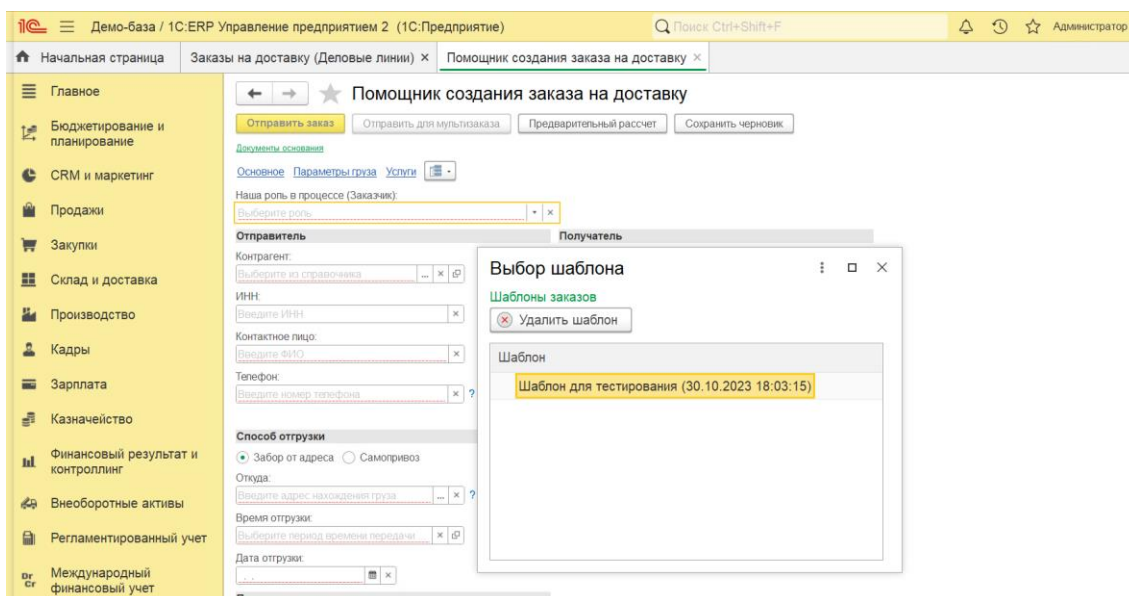 Демо-база / 1С:ERP Управление предприятием 2 (1С:Предприятие)
Поиск Ctrl+Shift+F
Администратор
Начальная страница
Заказы на доставку (Деловые линии) ×
Помощник создания заказа на доставку ×
Главное
Бюджетирование и
планирование
CRM и маркетинг
Продажи
Закупки
Склад и доставка
Производство
Кадры
Зарплата
Казначейство
Финансовый результат и
контроллинг
Внеоборотные активы
Регламентированный учет
Международный
финансовый учет
Помощник создания заказа на доставку
Отправить заказ
Отправить для мультизаказа
Предварительный рассчет
Сохранить черновик
Документы основания
Основное Параметры груза Услуги
Наша роль в процессе (Заказчик):
Выберите роль
Отправитель
Получатель
Контрагент:
Выберите из справочника
ИНН:
Введите ИНН
Контактное лицо:
Введите ФИО
Телефон:
Введите номер телефона
?
Способ отгрузки
Забор от адреса Самопривоз
Откуда:
Введите адрес нахождения груза
?
Время отгрузки:
Выберите период времени передачи
Дата отгрузки:
Выбор шаблона
Шаблоны заказов
Удалить шаблон
Шаблон
Шаблон для тестирования (30.10.2023 18:03:15)